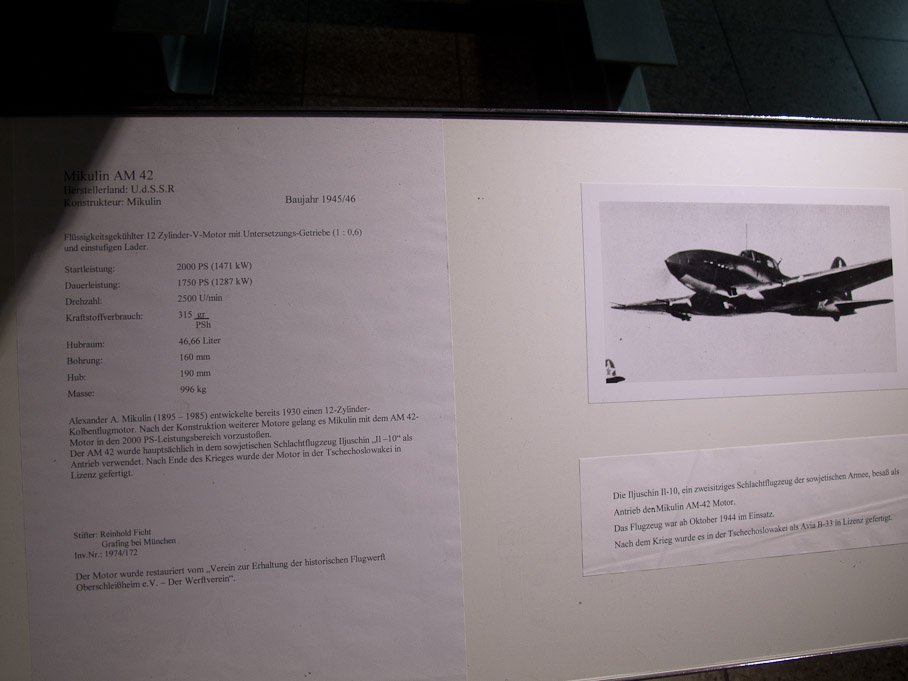 Mikulin AM 42
Herstellerland: U.d.S.S.R
Konstrukteur: Mikulin
Baujahr 1945/46
Flüssigkeitsgekühlter 12 Zylinder-V-Motor mit Untersetzungs-Getriebe (1 : 0,6)
und einstufigen Lader.
Startleistung: 2000 PS (1471 kW)
Dauerleistung: 1750 PS (1287 kW)
Drehzahl: 2500 U/min
Kraftstoffverbrauch: 315 gr
PSh
Hubraum: 46,66 Liter
Bohrung: 160 mm
Hub: 190 mm
Masse: 996 kg
Alexander A. Mikulin (1895 – 1985) entwickelte bereits 1930 einen 12-Zylinder-
Kolbenflugmotor. Nach der Konstruktion weiterer Motore gelang es Mikulin mit dem AM 42-
Motor in den 2000 PS-Leistungsbereich vorzustoßen.
Der AM 42 wurde hauptsächlich in dem sowjetischen Schlachtflugzeug Iljuschin „Jl –10“ als
Antrieb verwendet. Nach Ende des Krieges wurde der Motor in der Tschechoslowakei in
Lizenz gefertigt.
Stifter: Reinhold Ficht
Grafing bei München
Inv.Nr.: 1974/172
Der Motor wurde restauriert vom „Verein zur Erhaltung der historischen Flugwerft
Oberschleißheim e.V. – Der Werftverein“.
Die Iljuschin Il-10, ein zweisitziges Schlachtflugzeug der sowjetischen Armee, besaß als
Antrieb den Mikulin AM-42 Motor.
Das Flugzeug war ab Oktober 1944 im Einsatz.
Nach dem Krieg wurde es in der Tschechoslowakei als Avia B-33 in Lizenz gefertigt.